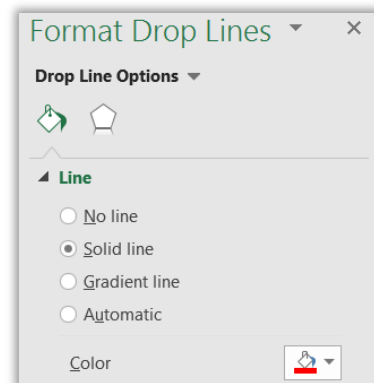 Format Drop Lines
Drop Line Options
Line
No line
Solid line
Gradient line
Automatic
Color